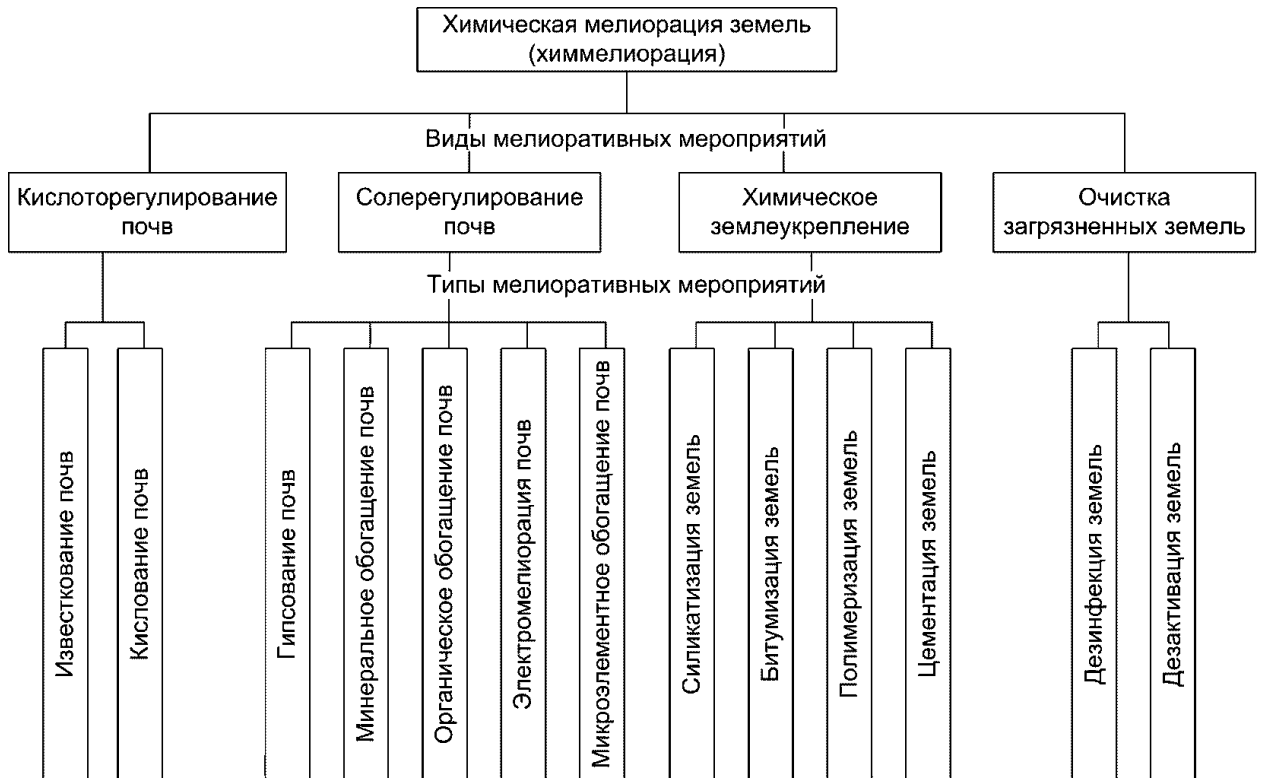 Химическая мелиорация земель
(химмелиорация)
Виды мелиоративных мероприятий
Кислоторегулирование
почв
Солерегулирование
почв
Химическое
землеукрепление
Очистка
загрязненных земель
Типы мелиоративных мероприятий
Известкование почв
Кислование почв
Гипсование почв
Минеральное обогащение почв
Органическое обогащение почв
Электромелиорация почв
Микроэлементное обогащение почв
Силикатизация земель
Битумизация земель
Полимеризация земель
Цементация земель
Дезинфекция земель
Дезактивация земель